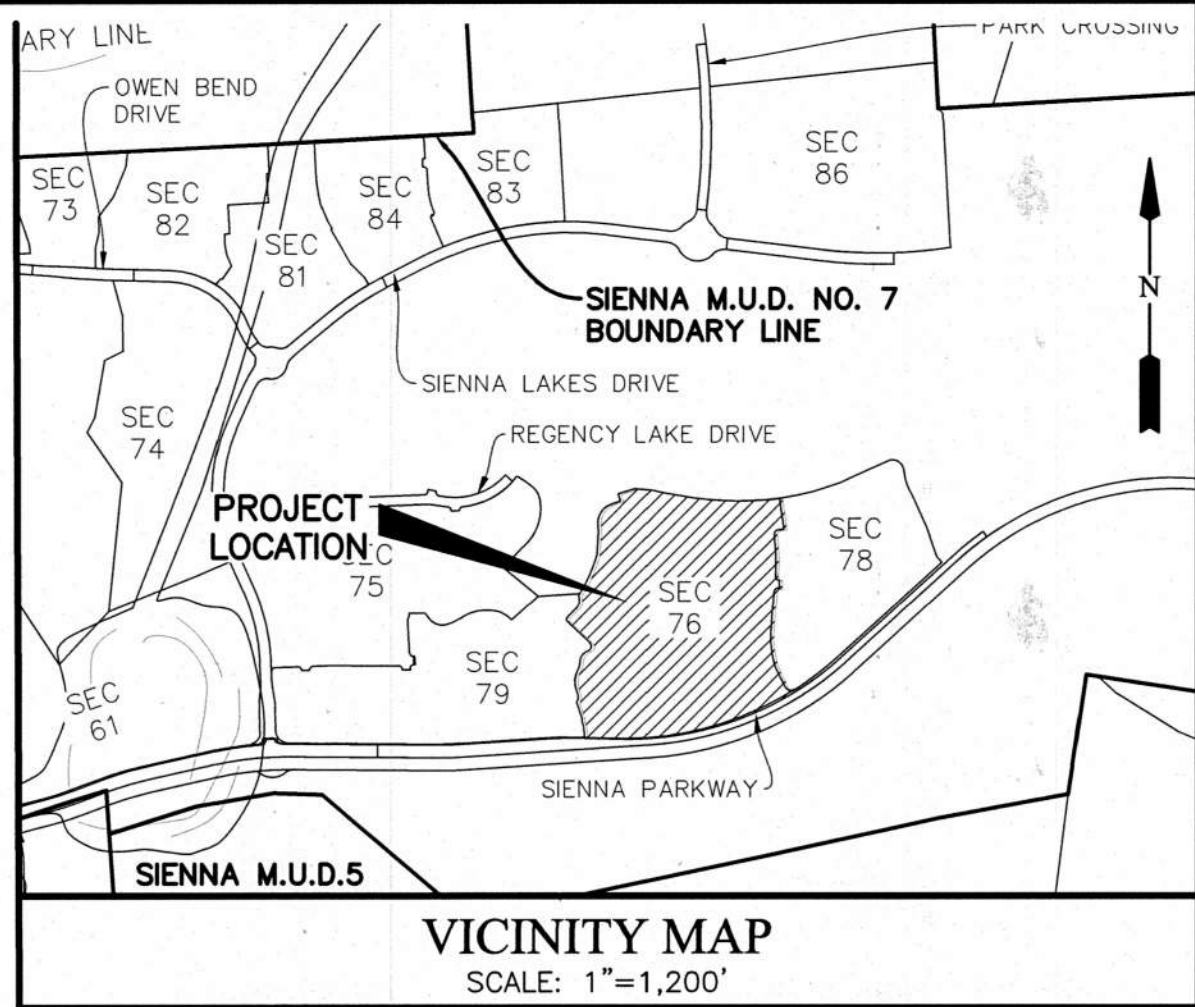 ARY LINE
PARK CROSSING
OWEN BEND
DRIVE
SEC
73
SEC
82
SEC
84
SEC
83
SEC
86
SEC
81
SIENNA M.U.D. NO. 7
BOUNDARY LINE
N
SIENNA LAKES DRIVE
SEC
74
REGENCY LAKE DRIVE
PROJECT
LOCATION
SEC
75
SEC
76
SEC
78
SEC
79
SEC
61
SIENNA PARKWAY
SIENNA M.U.D.5
VICINITY MAP
SCALE: 1"=1,200'